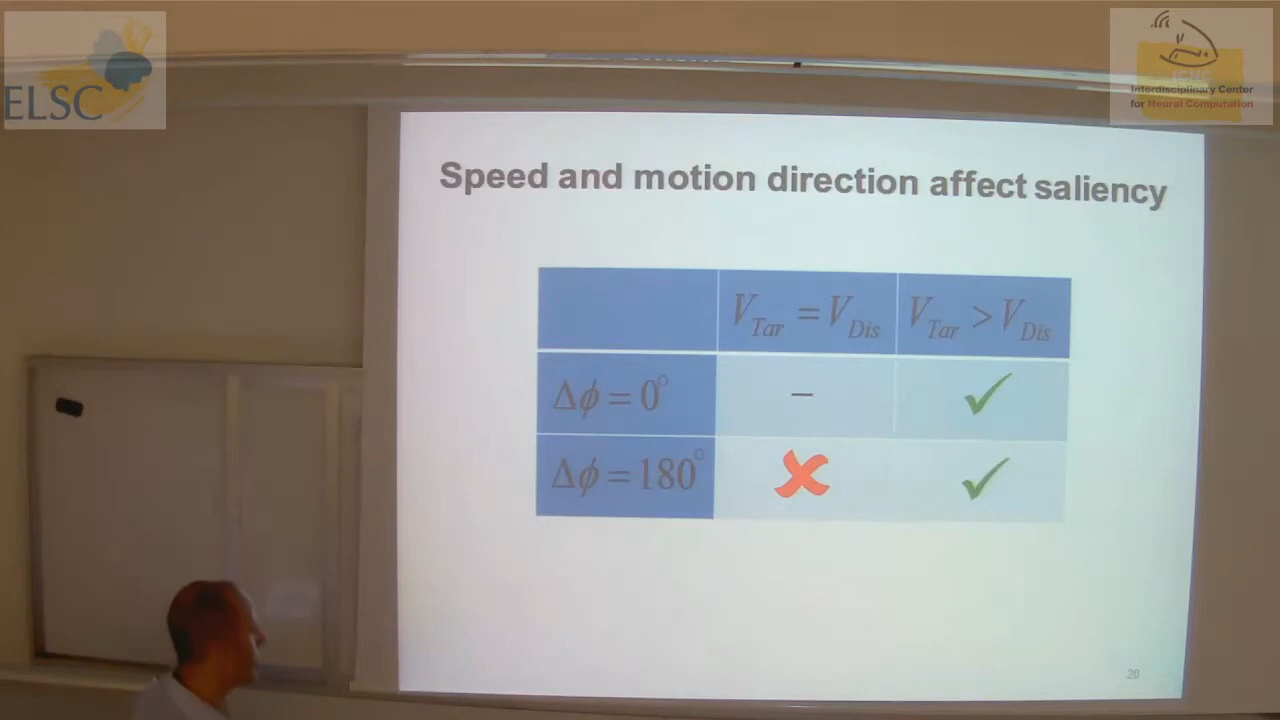 ELSC
ICNC
Interdisciplinary Center
for Neural Computation
Speed and motion direction affect saliency
V_Tar = V_Dis
V_Tar > V_Dis
Δϕ = 0°
–
✓
Δϕ = 180°
✘
✓
20